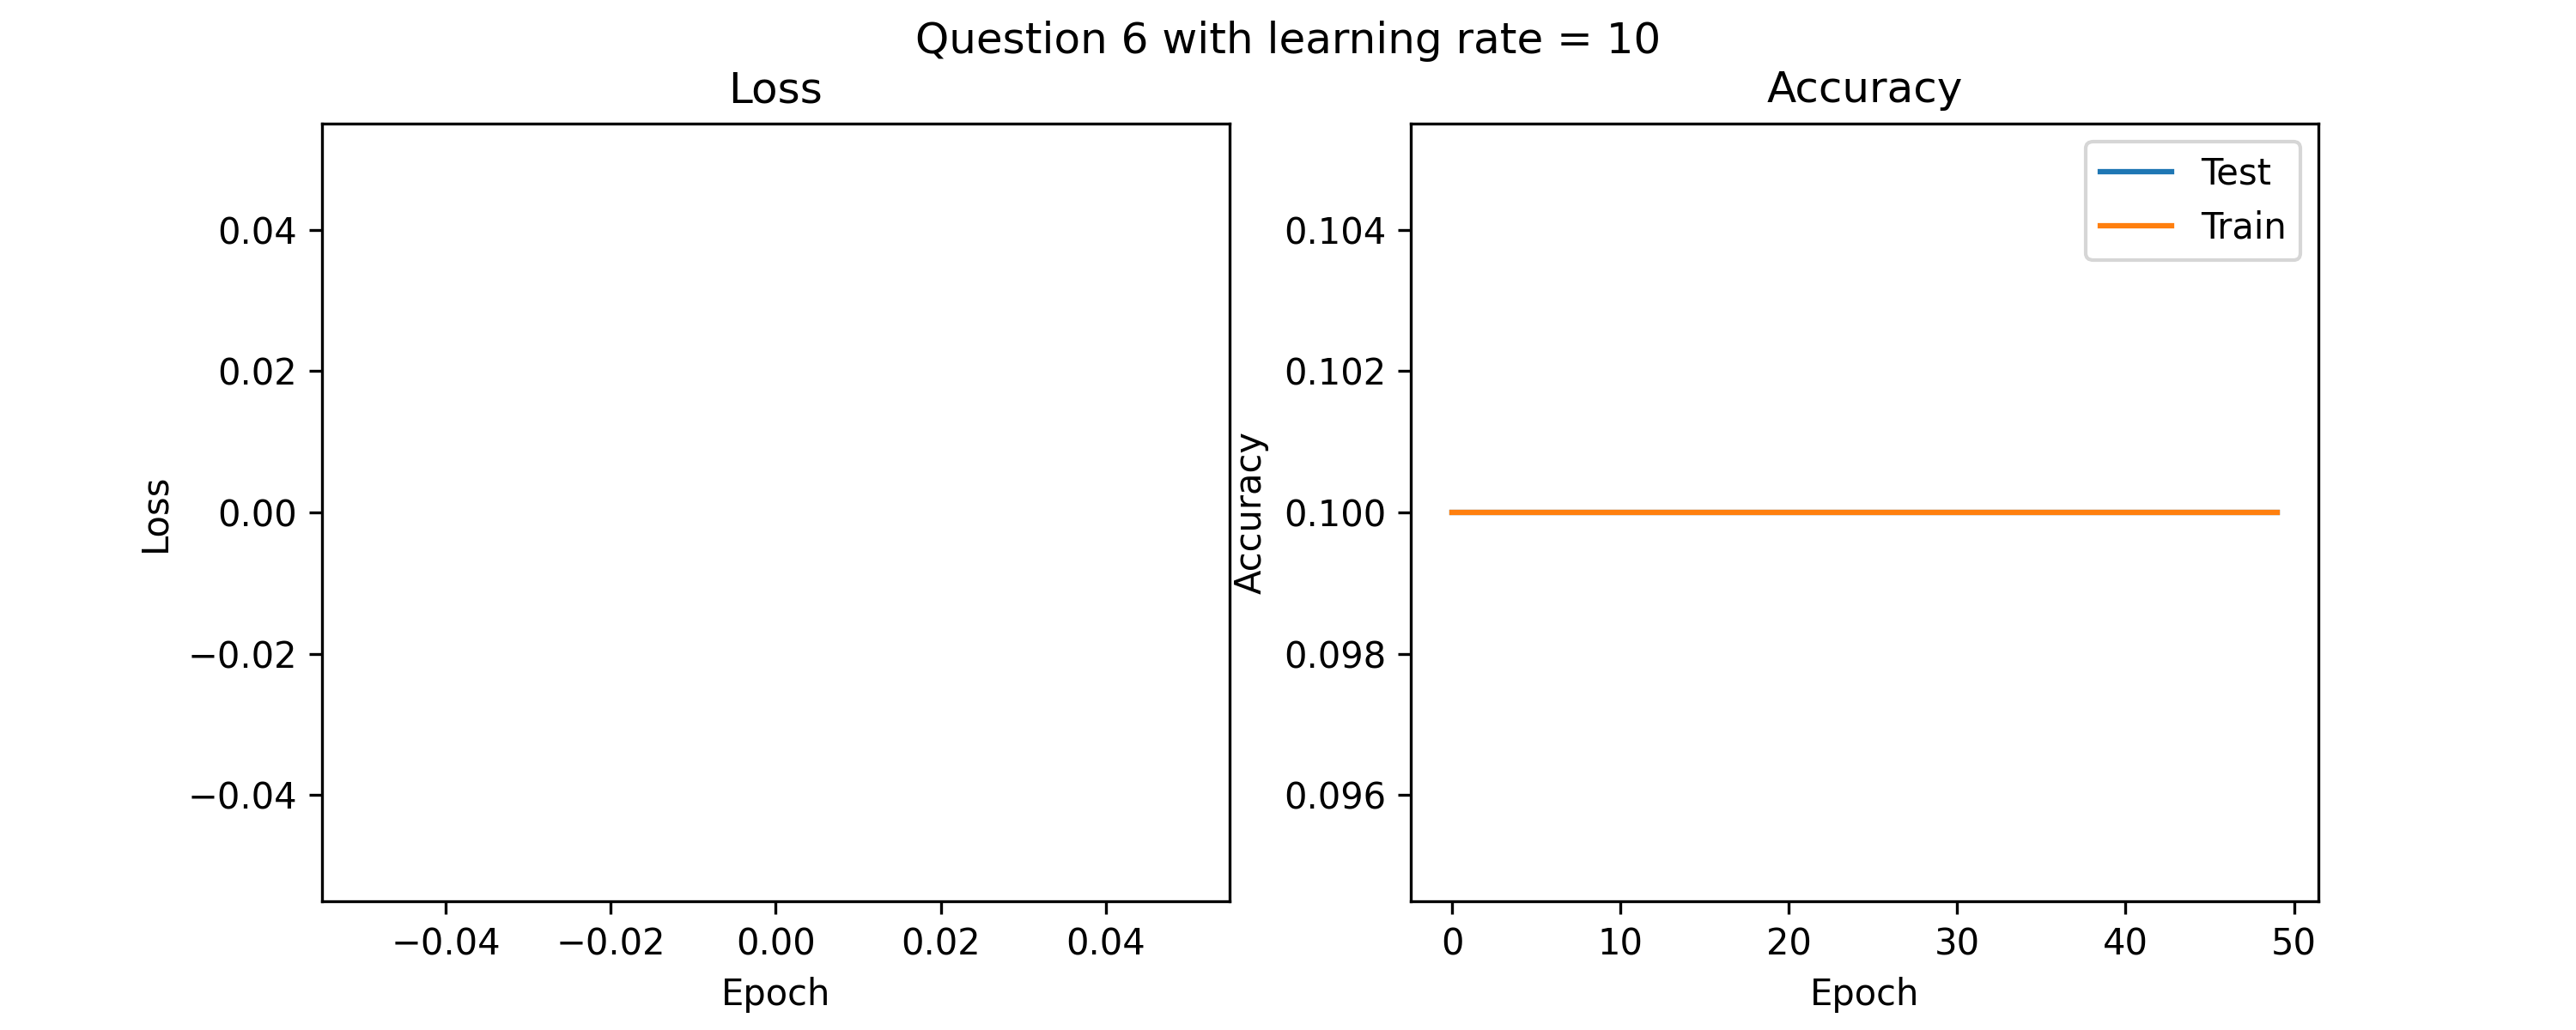 Question 6 with learning rate = 10
Loss
0.04
0.02
0.00
−0.02
−0.04
Loss
−0.04 −0.02 0.00 0.02 0.04
Epoch
Accuracy
Test
Train
0.104
0.102
0.100
0.098
0.096
Accuracy
0 10 20 30 40 50
Epoch